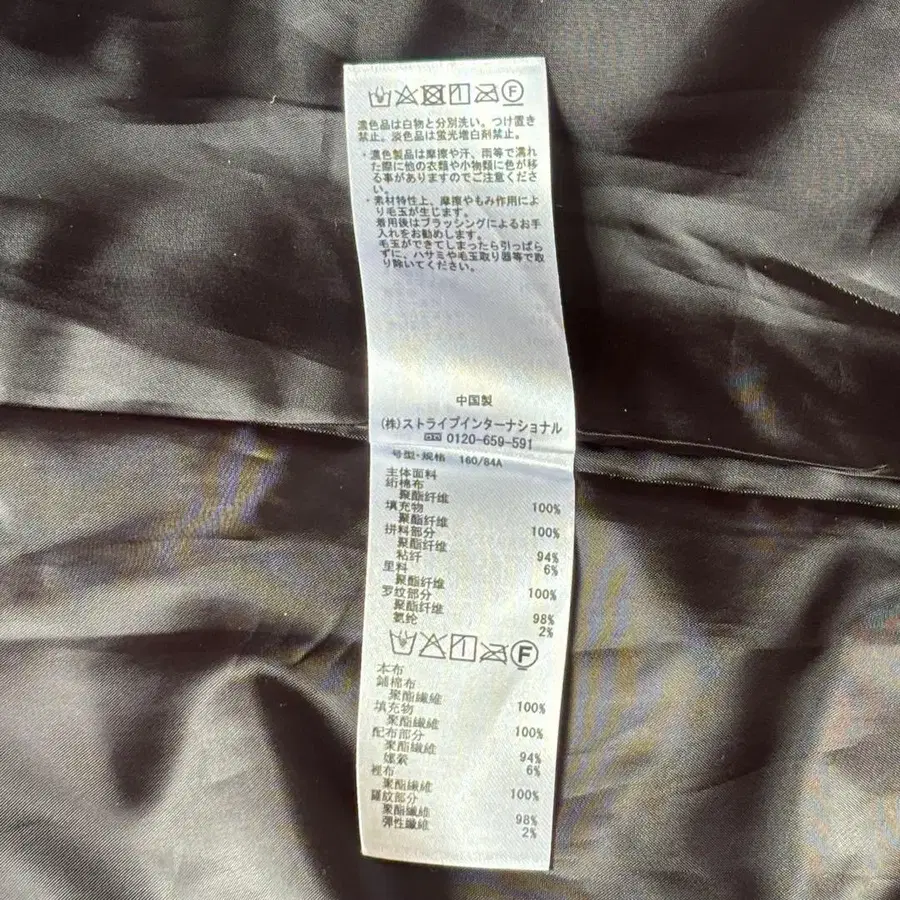 濃色品は白物と分別洗い。つけ置き
禁止。淡色品は蛍光増白剤禁止。
・濃色製品は摩擦や汗、雨等で濡れ
た際に他の衣類や小物類に色が移
る事がありますのでご注意くださ
い。
・素材特性上、摩擦やもみ作用によ
り毛玉が生じます。
着用後はブラッシングによるお手
入れをお勧めします。
毛玉ができてしまったら引っぱら
ずに、ハサミや毛玉取り器等で取
り除いてください。
中国製
(株)ストライプインターナショナル
0120-659-591
号型・规格 160/84A
主体面料
绗棉布
聚酯纤维 100%
填充物
聚酯纤维 100%
拼料部分
聚酯纤维 94%
粘纤 6%
里料
聚酯纤维 100%
罗纹部分
聚酯纤维 98%
氨纶 2%
F
本布
鋪棉布
聚酯纖維 100%
填充物
聚酯纖維 100%
配布部分
聚酯纖維 94%
嫘縈 6%
裡布
聚酯纖維 100%
羅紋部分
聚酯纖維 98%
彈性纖維 2%